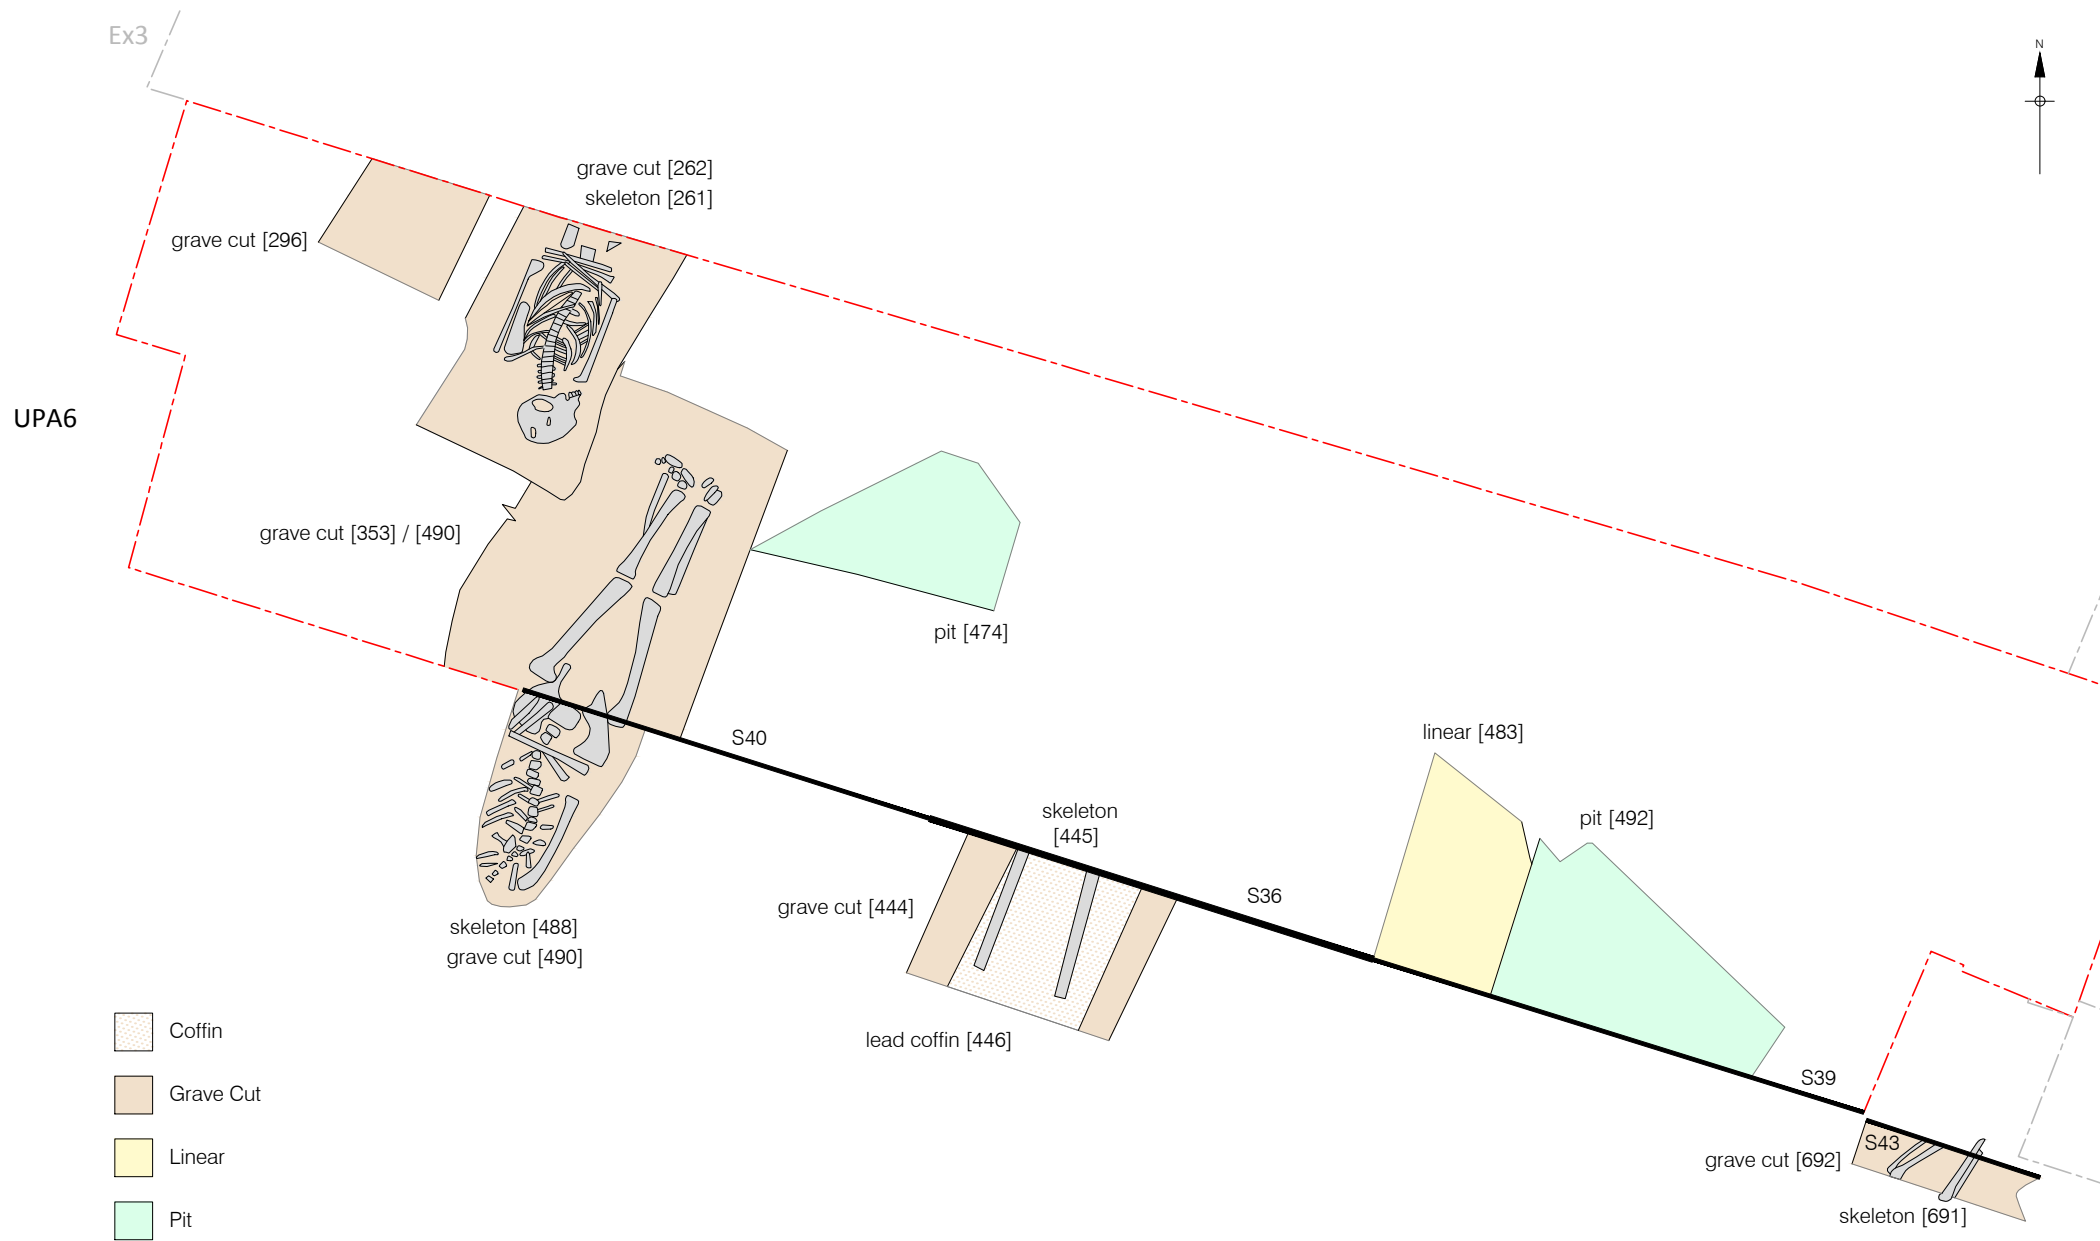 Ex3
N
grave cut [262]
skeleton [261]
grave cut [296]
UPA6
grave cut [353] / [490]
pit [474]
linear [483]
S40
skeleton
[445]
pit [492]
S36
grave cut [444]
skeleton [488]
grave cut [490]
lead coffin [446]
Coffin
S39
Grave Cut
S43
grave cut [692]
Linear
skeleton [691]
Pit